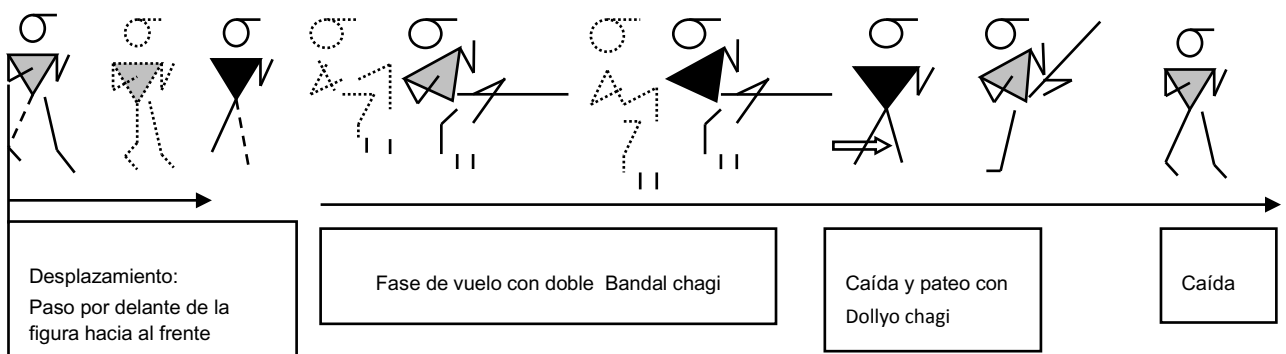 Desplazamiento:
Paso por delante de la
figura hacia al frente
Fase de vuelo con doble Bandal chagi
Caída y pateo con
Dollyo chagi
Caída